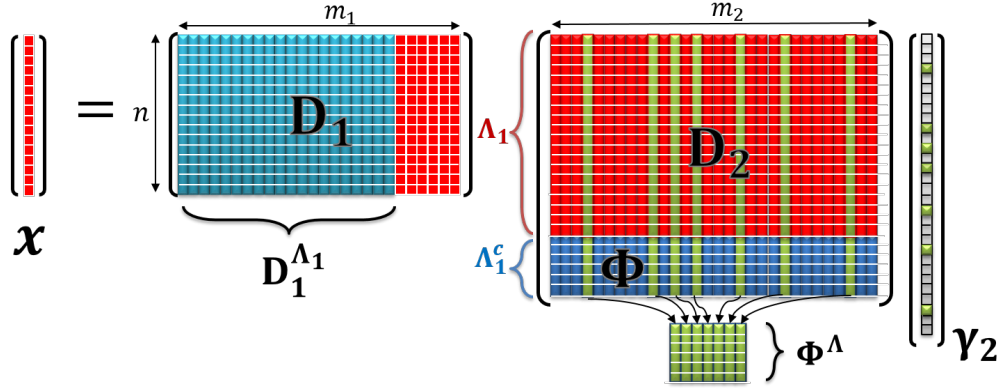 m₁
m₂
n
=
D₁
Λ₁
D₂
x
D₁^Λ₁
Λ₁ᶜ
Φ
Φ^Λ
γ₂